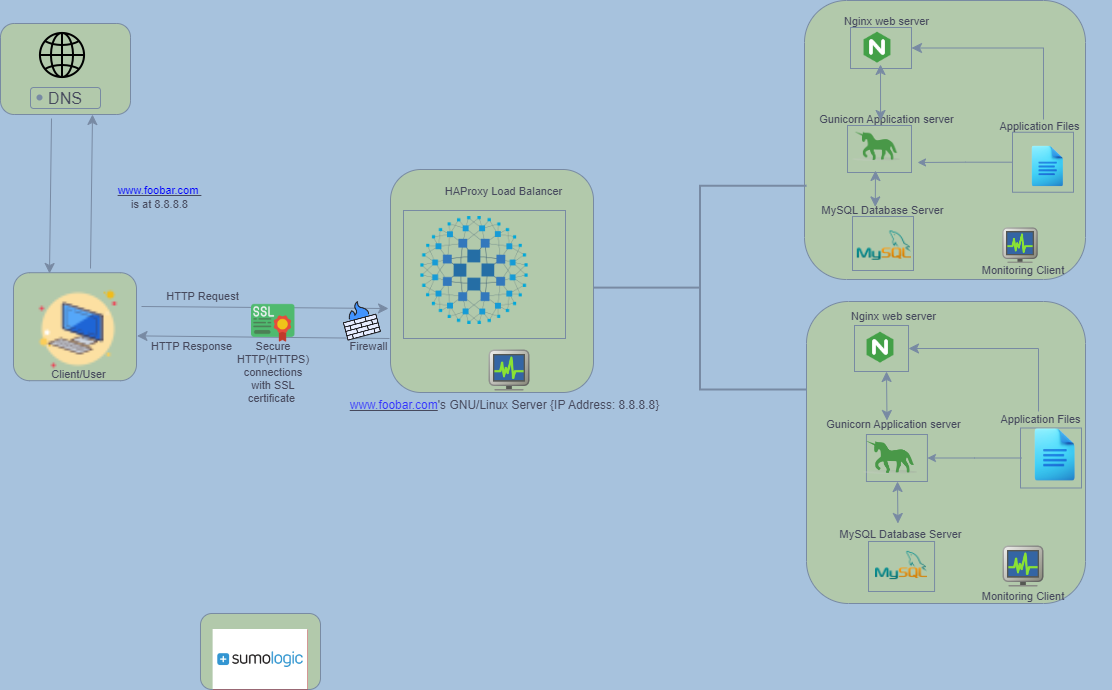 DNS
www.foobar.com
is at 8.8.8.8
HTTP Request
HTTP Response
SSL
Secure
HTTP(HTTPS)
connections
with SSL
certificate
Firewall
Client/User
HAProxy Load Balancer
www.foobar.com's GNU/Linux Server {IP Address: 8.8.8.8}
Nginx web server
N
Gunicorn Application server
Application Files
MySQL Database Server
MySQL
Monitoring Client
Nginx web server
N
Gunicorn Application server
Application Files
MySQL Database Server
MySQL
Monitoring Client
sumologic